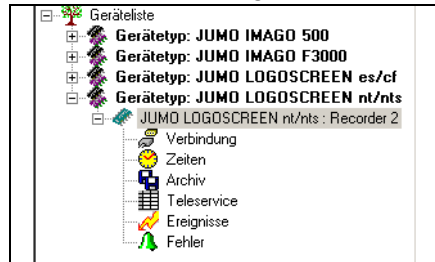 Geräteliste
Gerätetyp: JUMO IMAGO 500
Gerätetyp: JUMO IMAGO F3000
Gerätetyp: JUMO LOGOSCREEN es/cf
Gerätetyp: JUMO LOGOSCREEN nt/nts
JUMO LOGOSCREEN nt/nts : Recorder 2
Verbindung
Zeiten
Archiv
Teleservice
Ereignisse
Fehler